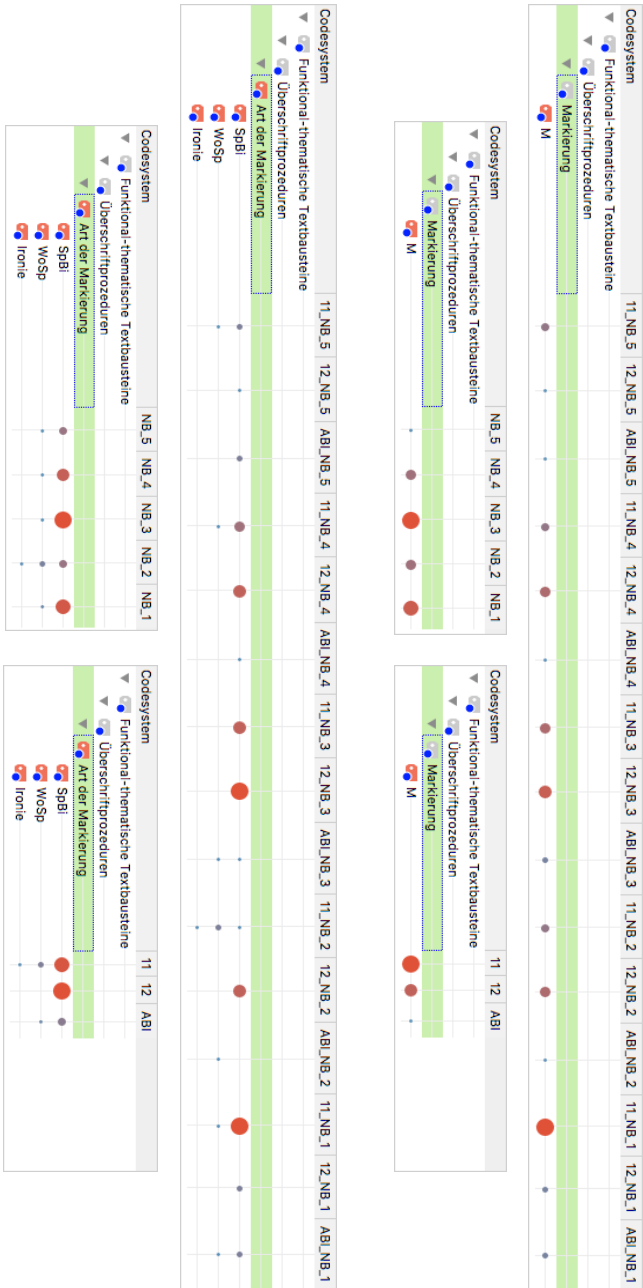 Codesystem 11_NB_5 12_NB_5 ABI_NB_5 11_NB_4 12_NB_4 ABI_NB_4 11_NB_3 12_NB_3 ABI_NB_3 11_NB_2 12_NB_2 ABI_NB_2 11_NB_1 12_NB_1 ABI_NB_1
Funktional-thematische Textbausteine
Überschriftprozeduren
Markierung
M
Codesystem NB_5 NB_4 NB_3 NB_2 NB_1
Funktional-thematische Textbausteine
Überschriftprozeduren
Markierung
M
Codesystem 11 12 ABI
Funktional-thematische Textbausteine
Überschriftprozeduren
Markierung
M
Codesystem 11_NB_5 12_NB_5 ABI_NB_5 11_NB_4 12_NB_4 ABI_NB_4 11_NB_3 12_NB_3 ABI_NB_3 11_NB_2 12_NB_2 ABI_NB_2 11_NB_1 12_NB_1 ABI_NB_1
Funktional-thematische Textbausteine
Überschriftprozeduren
Art der Markierung
SpBi
WoSp
Ironie
Codesystem NB_5 NB_4 NB_3 NB_2 NB_1
Funktional-thematische Textbausteine
Überschriftprozeduren
Art der Markierung
SpBi
WoSp
Ironie
Codesystem 11 12 ABI
Funktional-thematische Textbausteine
Überschriftprozeduren
Art der Markierung
SpBi
WoSp
Ironie